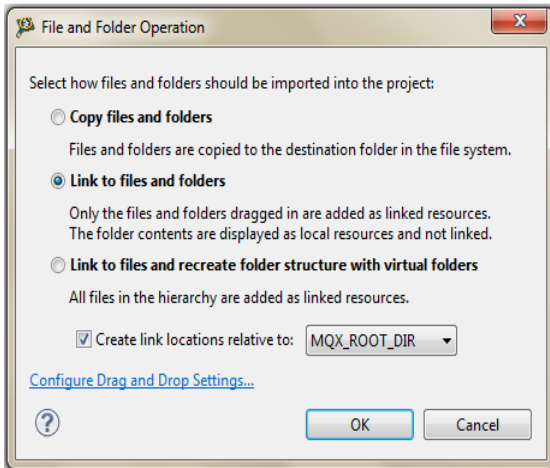 File and Folder Operation
Select how files and folders should be imported into the project:
Copy files and folders
Files and folders are copied to the destination folder in the file system.
Link to files and folders
Only the files and folders dragged in are added as linked resources.
The folder contents are displayed as local resources and not linked.
Link to files and recreate folder structure with virtual folders
All files in the hierarchy are added as linked resources.
Create link locations relative to: MQX_ROOT_DIR
Configure Drag and Drop Settings...
? OK Cancel